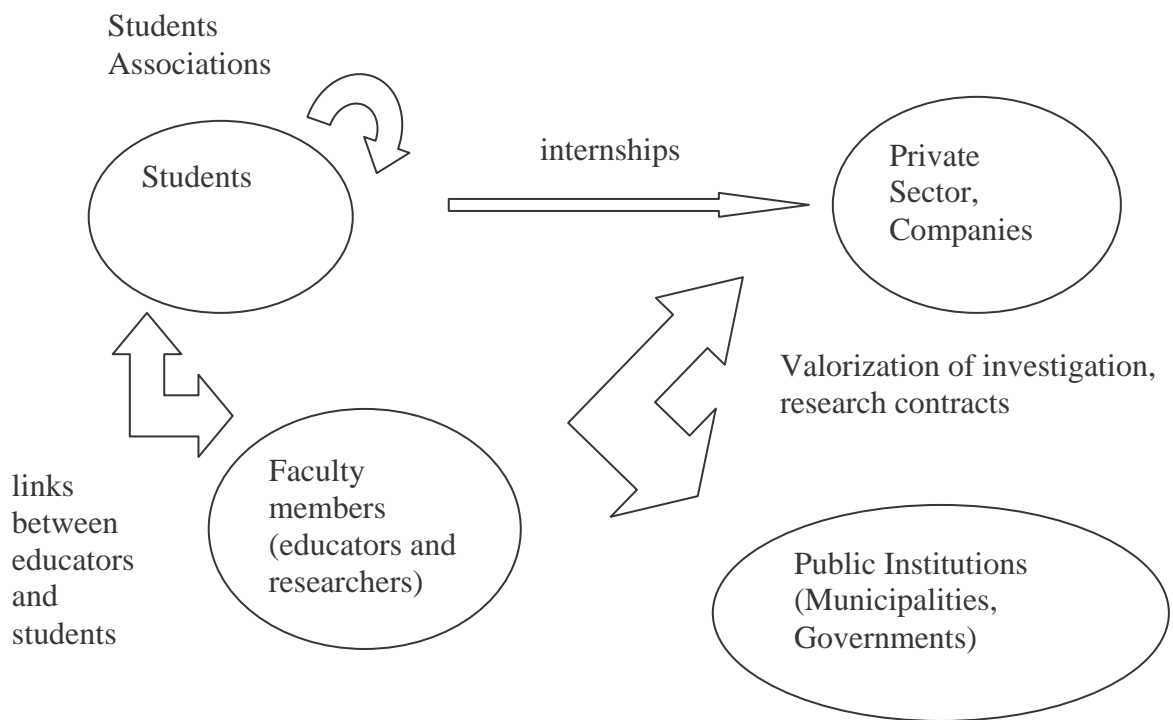 Students
Associations
Students
internships
Private
Sector,
Companies
Valorization of investigation,
research contracts
links
between
educators
and
students
Faculty
members
(educators and
researchers)
Public Institutions
(Municipalities,
Governments)